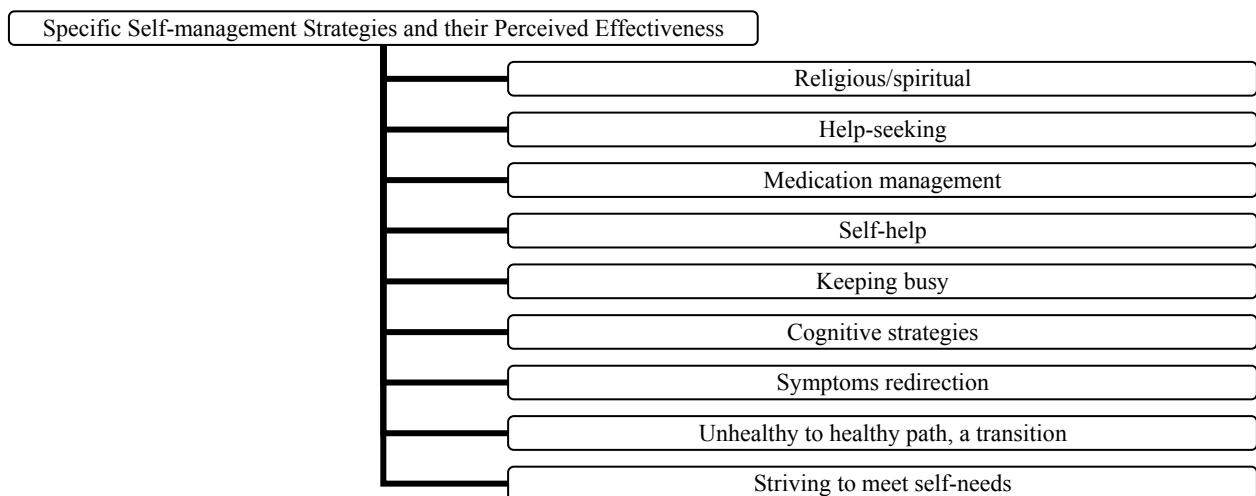 Specific Self-management Strategies and their Perceived Effectiveness
Religious/spiritual
Help-seeking
Medication management
Self-help
Keeping busy
Cognitive strategies
Symptoms redirection
Unhealthy to healthy path, a transition
Striving to meet self-needs